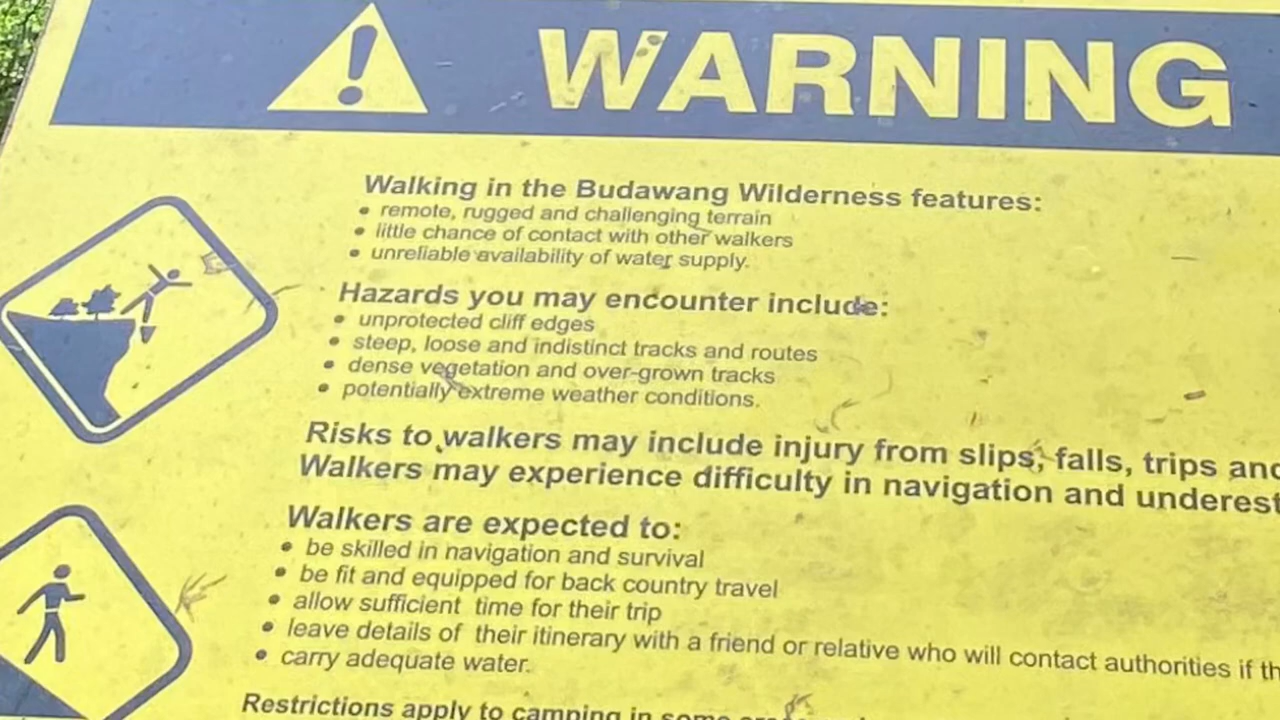 WARNING
Walking in the Budawang Wilderness features:
• remote, rugged and challenging terrain
• little chance of contact with other walkers
• unreliable availability of water supply.
Hazards you may encounter include:
• unprotected cliff edges
• steep, loose and indistinct tracks and routes
• dense vegetation and over-grown tracks
• potentially extreme weather conditions.
Risks to walkers may include injury from slips, falls, trips and
Walkers may experience difficulty in navigation and underest
Walkers are expected to:
• be skilled in navigation and survival
• be fit and equipped for back country travel
• allow sufficient time for their trip
• leave details of their itinerary with a friend or relative who will contact authorities if th
• carry adequate water.
Restrictions apply to camping in some